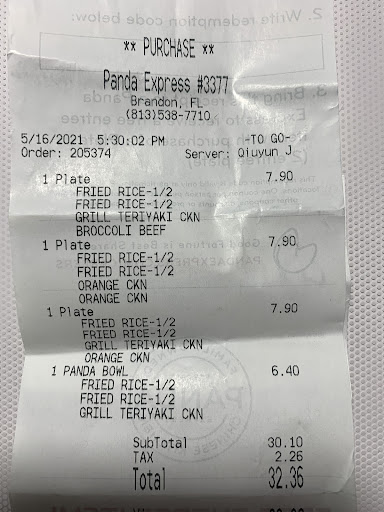 ** PURCHASE **
Panda Express #3377
Brandon, FL
(813)538-7710
5/16/2021 5:30:02 PM -TO GO-
Order: 205374 Server: Qiuyun J
1 Plate 7.90
FRIED RICE-1/2
FRIED RICE-1/2
GRILL TERIYAKI CKN
BROCCOLI BEEF
1 Plate 7.90
FRIED RICE-1/2
FRIED RICE-1/2
ORANGE CKN
ORANGE CKN
1 Plate 7.90
FRIED RICE-1/2
FRIED RICE-1/2
GRILL TERIYAKI CKN
ORANGE CKN
1 PANDA BOWL 6.40
FRIED RICE-1/2
FRIED RICE-1/2
GRILL TERIYAKI CKN
SubTotal 30.10
TAX 2.26
Total 32.36